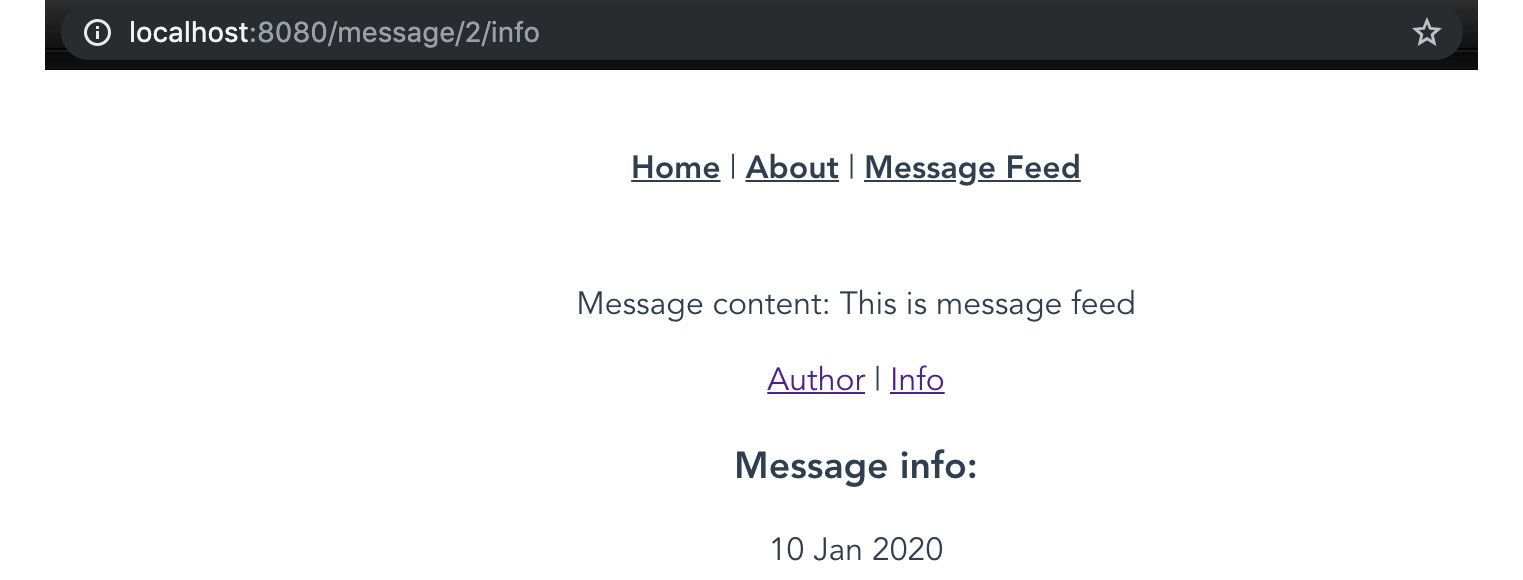 localhost:8080/message/2/info
Home | About | Message Feed
Message content: This is message feed
Author | Info
Message info:
10 Jan 2020